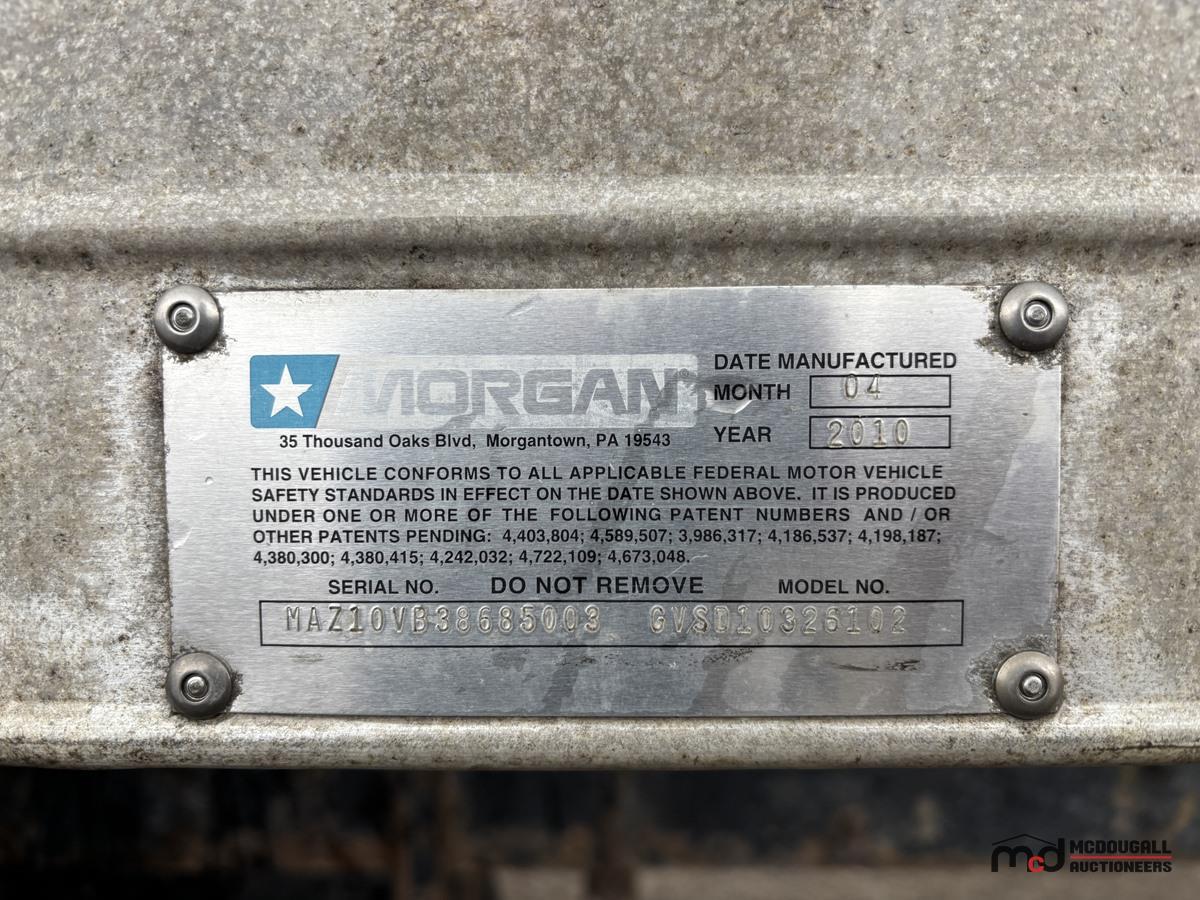 MORGAN
35 Thousand Oaks Blvd, Morgantown, PA 19543
DATE MANUFACTURED
MONTH 04
YEAR 2010
THIS VEHICLE CONFORMS TO ALL APPLICABLE FEDERAL MOTOR VEHICLE
SAFETY STANDARDS IN EFFECT ON THE DATE SHOWN ABOVE. IT IS PRODUCED
UNDER ONE OR MORE OF THE FOLLOWING PATENT NUMBERS AND / OR
OTHER PATENTS PENDING: 4,403,804; 4,589,507; 3,986,317; 4,186,537; 4,198,187;
4,380,300; 4,380,415; 4,242,032; 4,722,109; 4,673,048.
SERIAL NO. DO NOT REMOVE MODEL NO.
MAZ10VB38685003 GVSD10326102
mcd MCDOUGALL
AUCTIONEERS